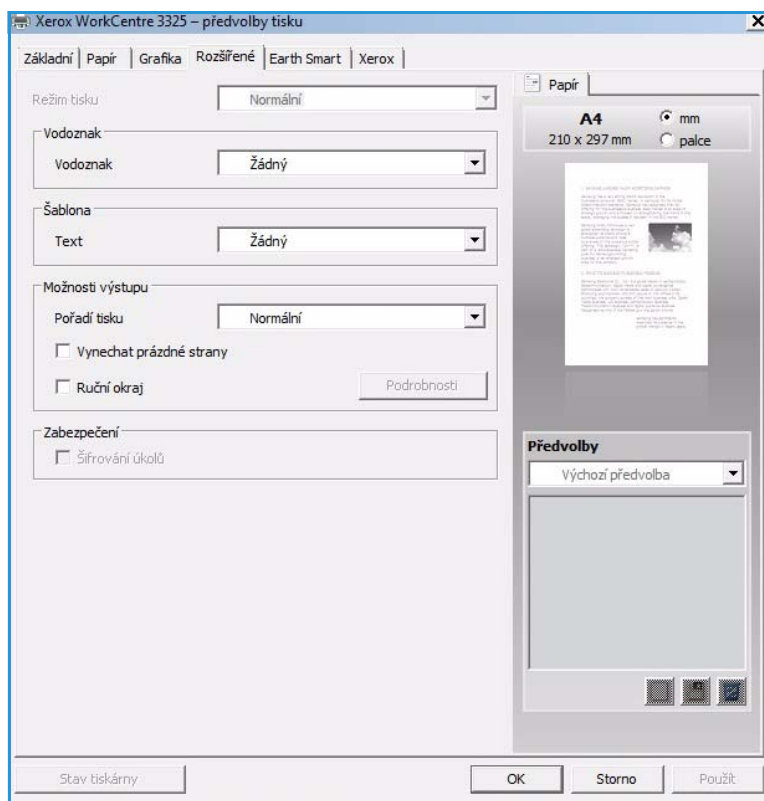 Xerox WorkCentre 3325 – předvolby tisku
Základní Papír Grafika Rozšířené Earth Smart Xerox
Režim tisku Normální
Vodoznak
Vodoznak Žádný
Šablona
Text Žádný
Možnosti výstupu
Pořadí tisku Normální
Vynechat prázdné strany
Ruční okraj Podrobnosti
Zabezpečení
Šifrování úkolů
Papír
A4 mm
210 x 297 mm palce
Předvolby
Výchozí předvolba
Stav tiskárny OK Storno Použít